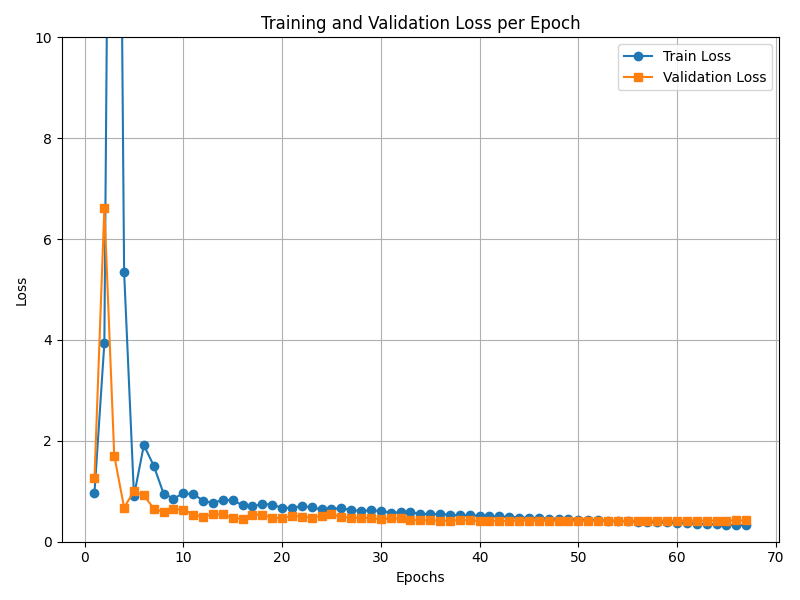 Training and Validation Loss per Epoch
Train Loss
Validation Loss
10
8
6
4
2
0
Loss
0 10 20 30 40 50 60 70
Epochs